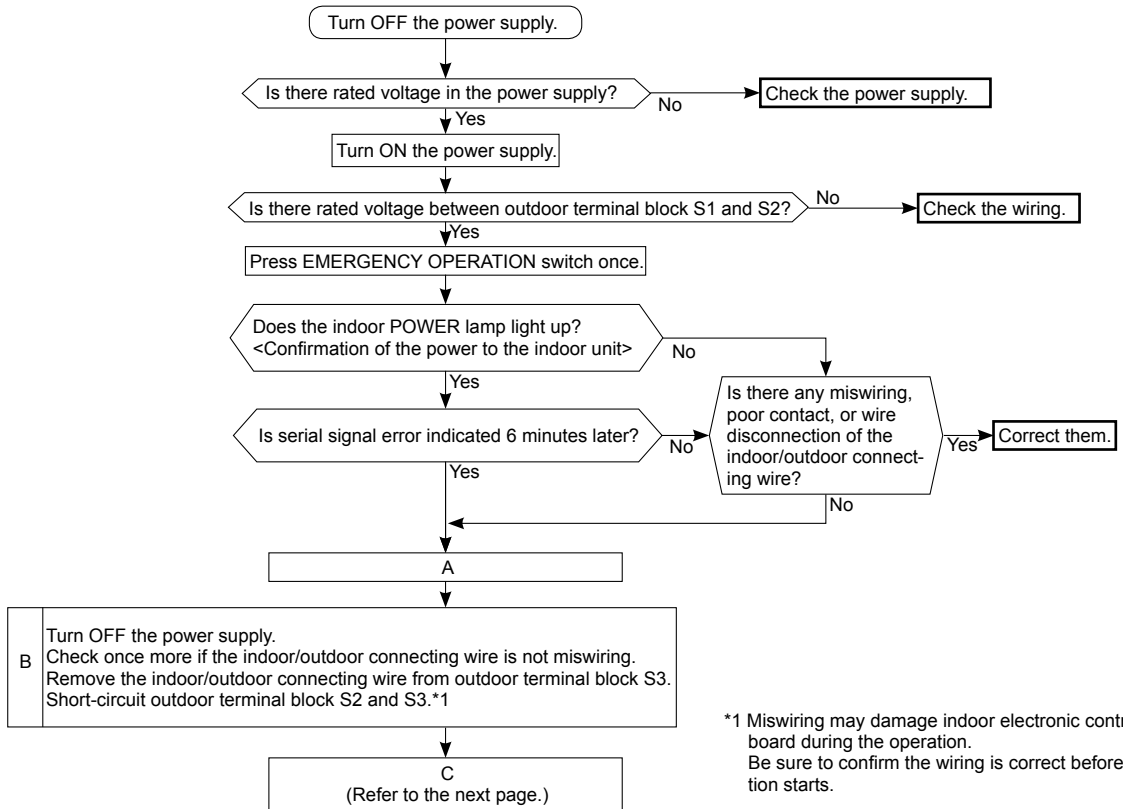 Turn OFF the power supply.
Is there rated voltage in the power supply?
No
Check the power supply.
Yes
Turn ON the power supply.
Is there rated voltage between outdoor terminal block S1 and S2?
No
Check the wiring.
Yes
Press EMERGENCY OPERATION switch once.
Does the indoor POWER lamp light up?
<Confirmation of the power to the indoor unit>
No
Yes
Is serial signal error indicated 6 minutes later?
No
Yes
Is there any miswiring,
poor contact, or wire
disconnection of the
indoor/outdoor connect-
ing wire?
Yes
Correct them.
No
A
B
Turn OFF the power supply.
Check once more if the indoor/outdoor connecting wire is not miswiring.
Remove the indoor/outdoor connecting wire from outdoor terminal block S3.
Short-circuit outdoor terminal block S2 and S3.*1
C
(Refer to the next page.)
*1 Miswiring may damage indoor electronic contr
board during the operation.
Be sure to confirm the wiring is correct before
tion starts.